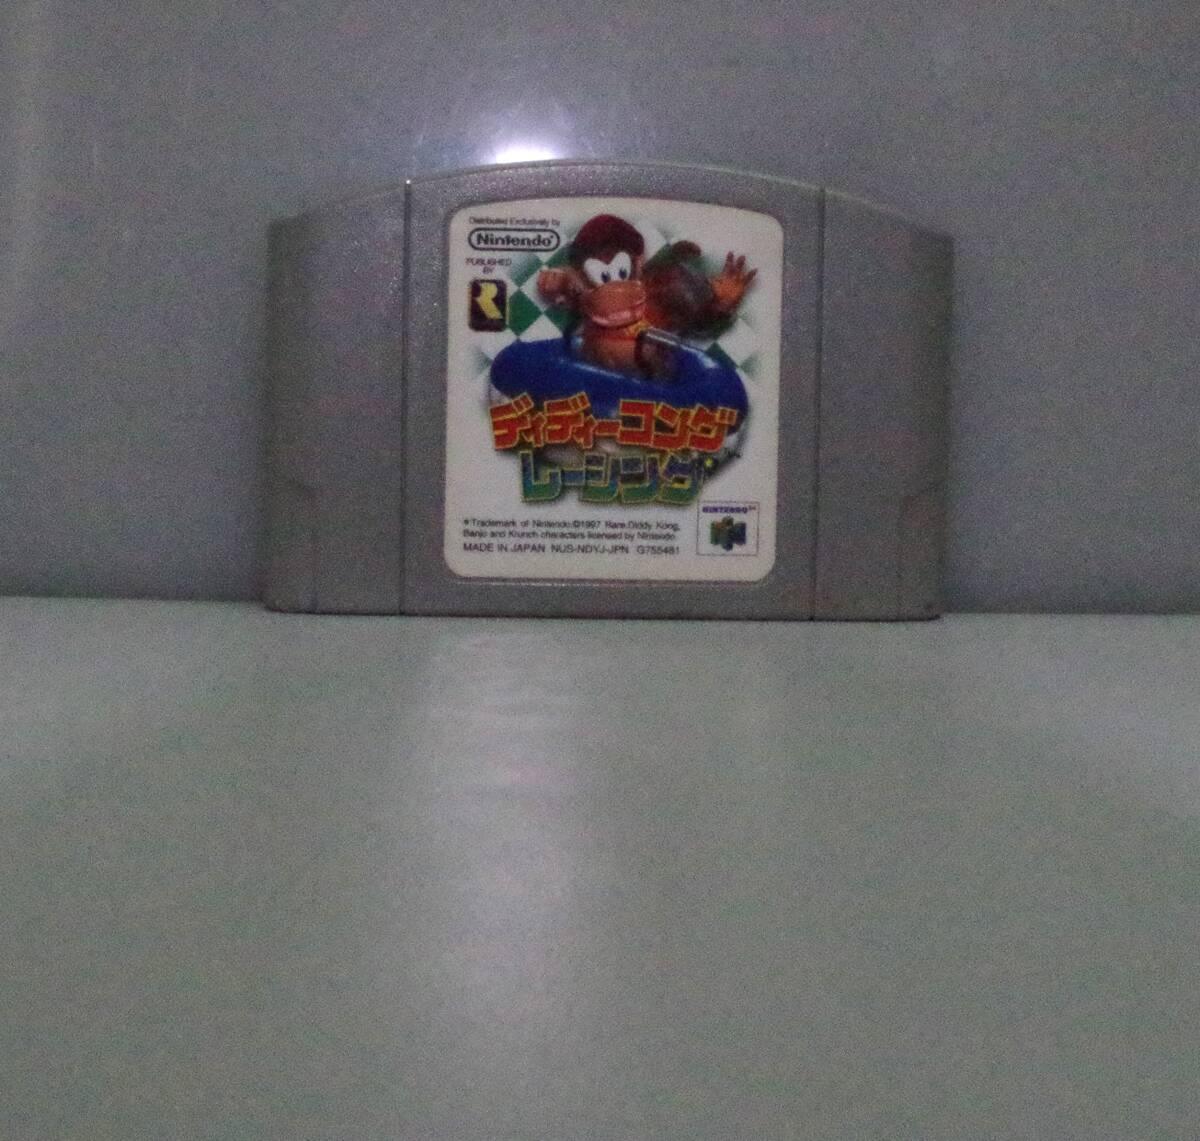 Distributed Exclusively by
Nintendo
PUBLISHED
BY
R
ディディーコング
レーシング
★Trademark of Nintendo.©1997 Rare.Diddy Kong,
Banjo and Krunch characters licensed by Nintendo.
MADE IN JAPAN NUS-NDYJ-JPN G755481
NINTENDO64